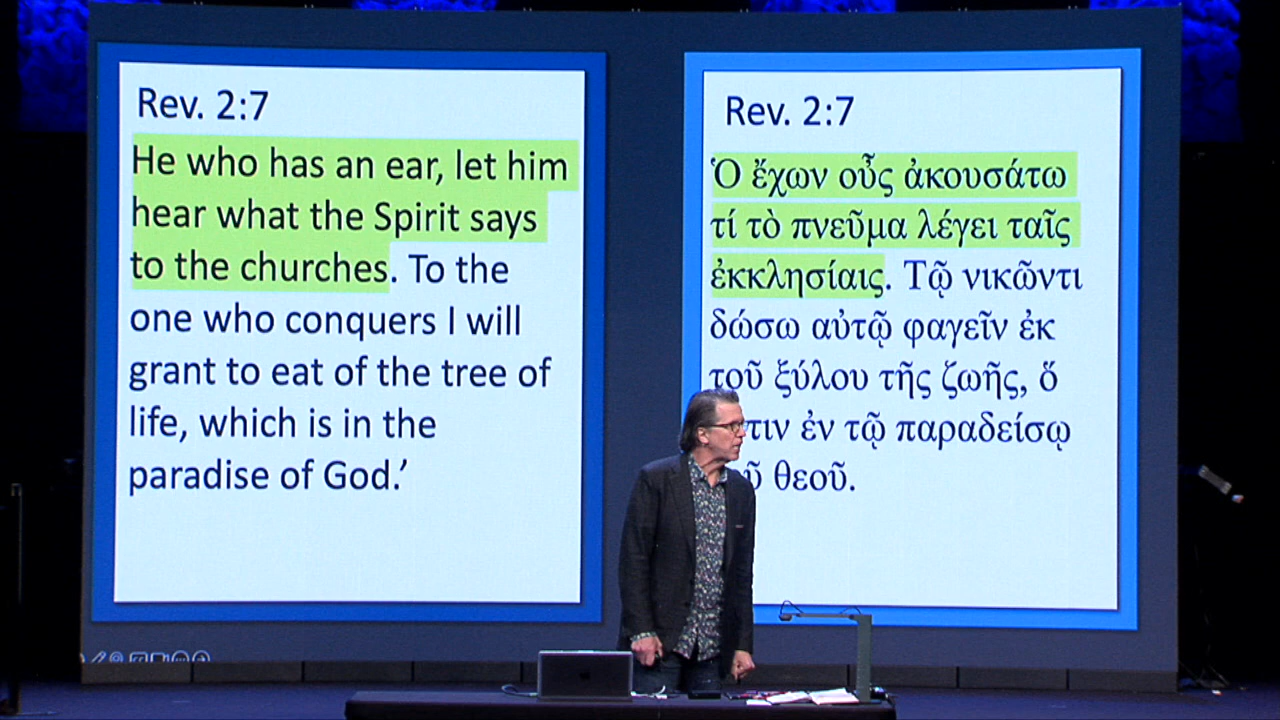 Rev. 2:7
He who has an ear, let him
hear what the Spirit says
to the churches. To the
one who conquers I will
grant to eat of the tree of
life, which is in the
paradise of God.’
Rev. 2:7
Ὁ ἔχων οὖς ἀκουσάτω
τί τὸ πνεῦμα λέγει ταῖς
ἐκκλησίαις. Τῷ νικῶντι
δώσω αὐτῷ φαγεῖν ἐκ
τοῦ ξύλου τῆς ζωῆς, ὅ
ἐν τῷ παραδείσῳ
θεοῦ.